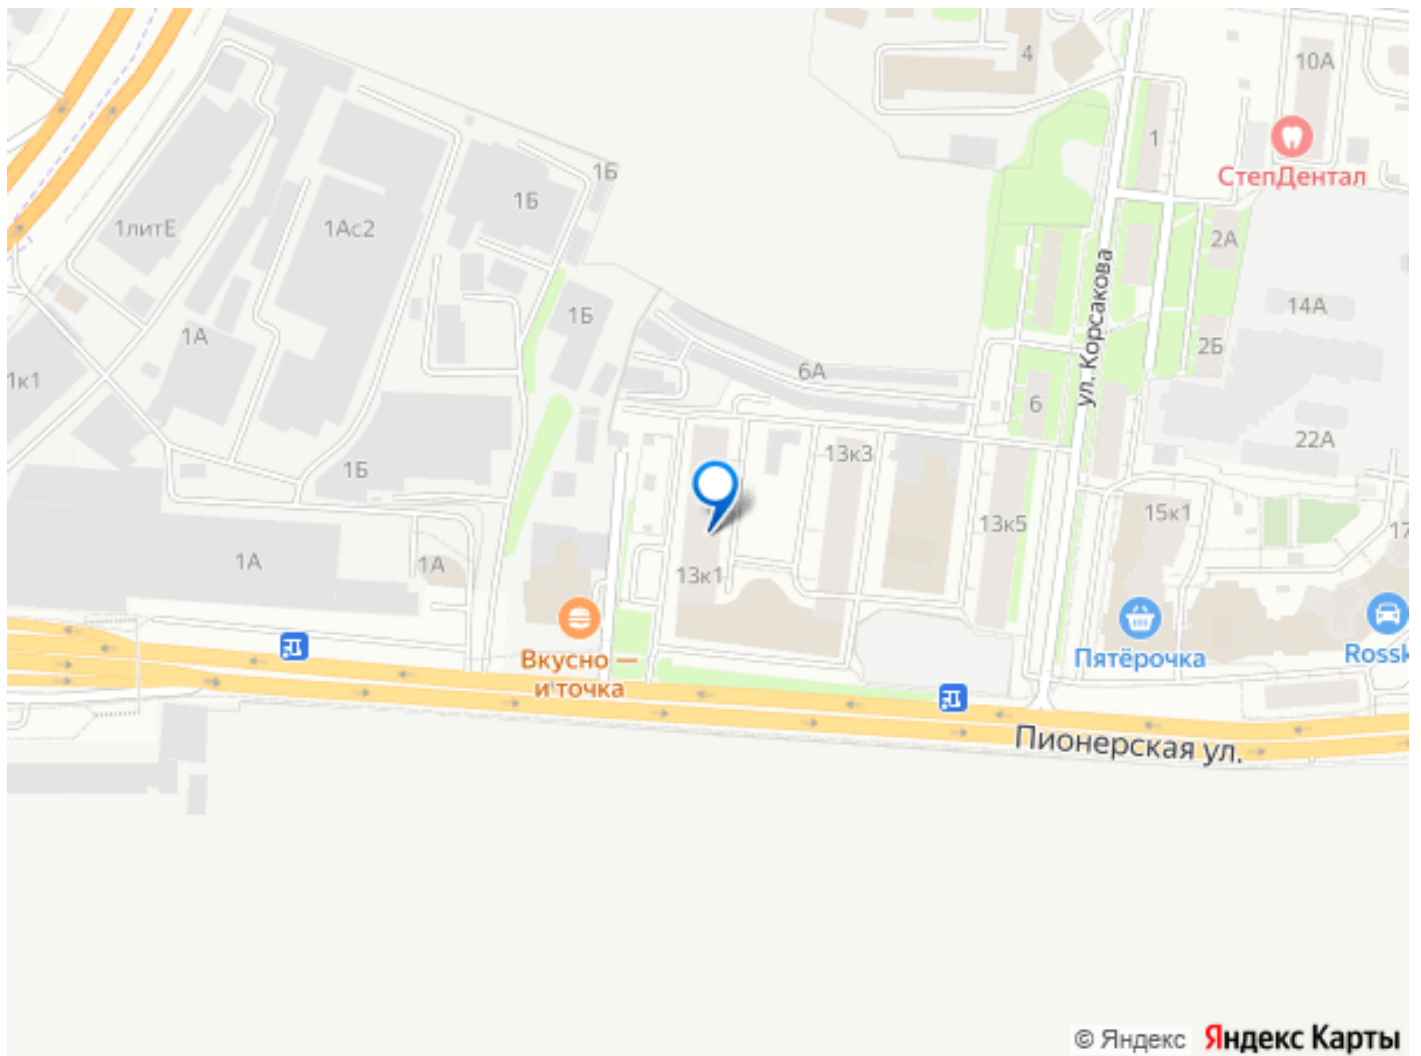 4
10А
1
СтепДентал
1Б
1Б
1литЕ
1Ас2
2А
ул. Корсакова
14А
1Б
1А
2Б
1к1
6А
6
22А
13к3
1Б
15к1
13к5
17
1А
1А
13к1
Вкусно —
и точка
Пятёрочка
Rossk
Пионерская ул.
© Яндекс Яндекс Карты